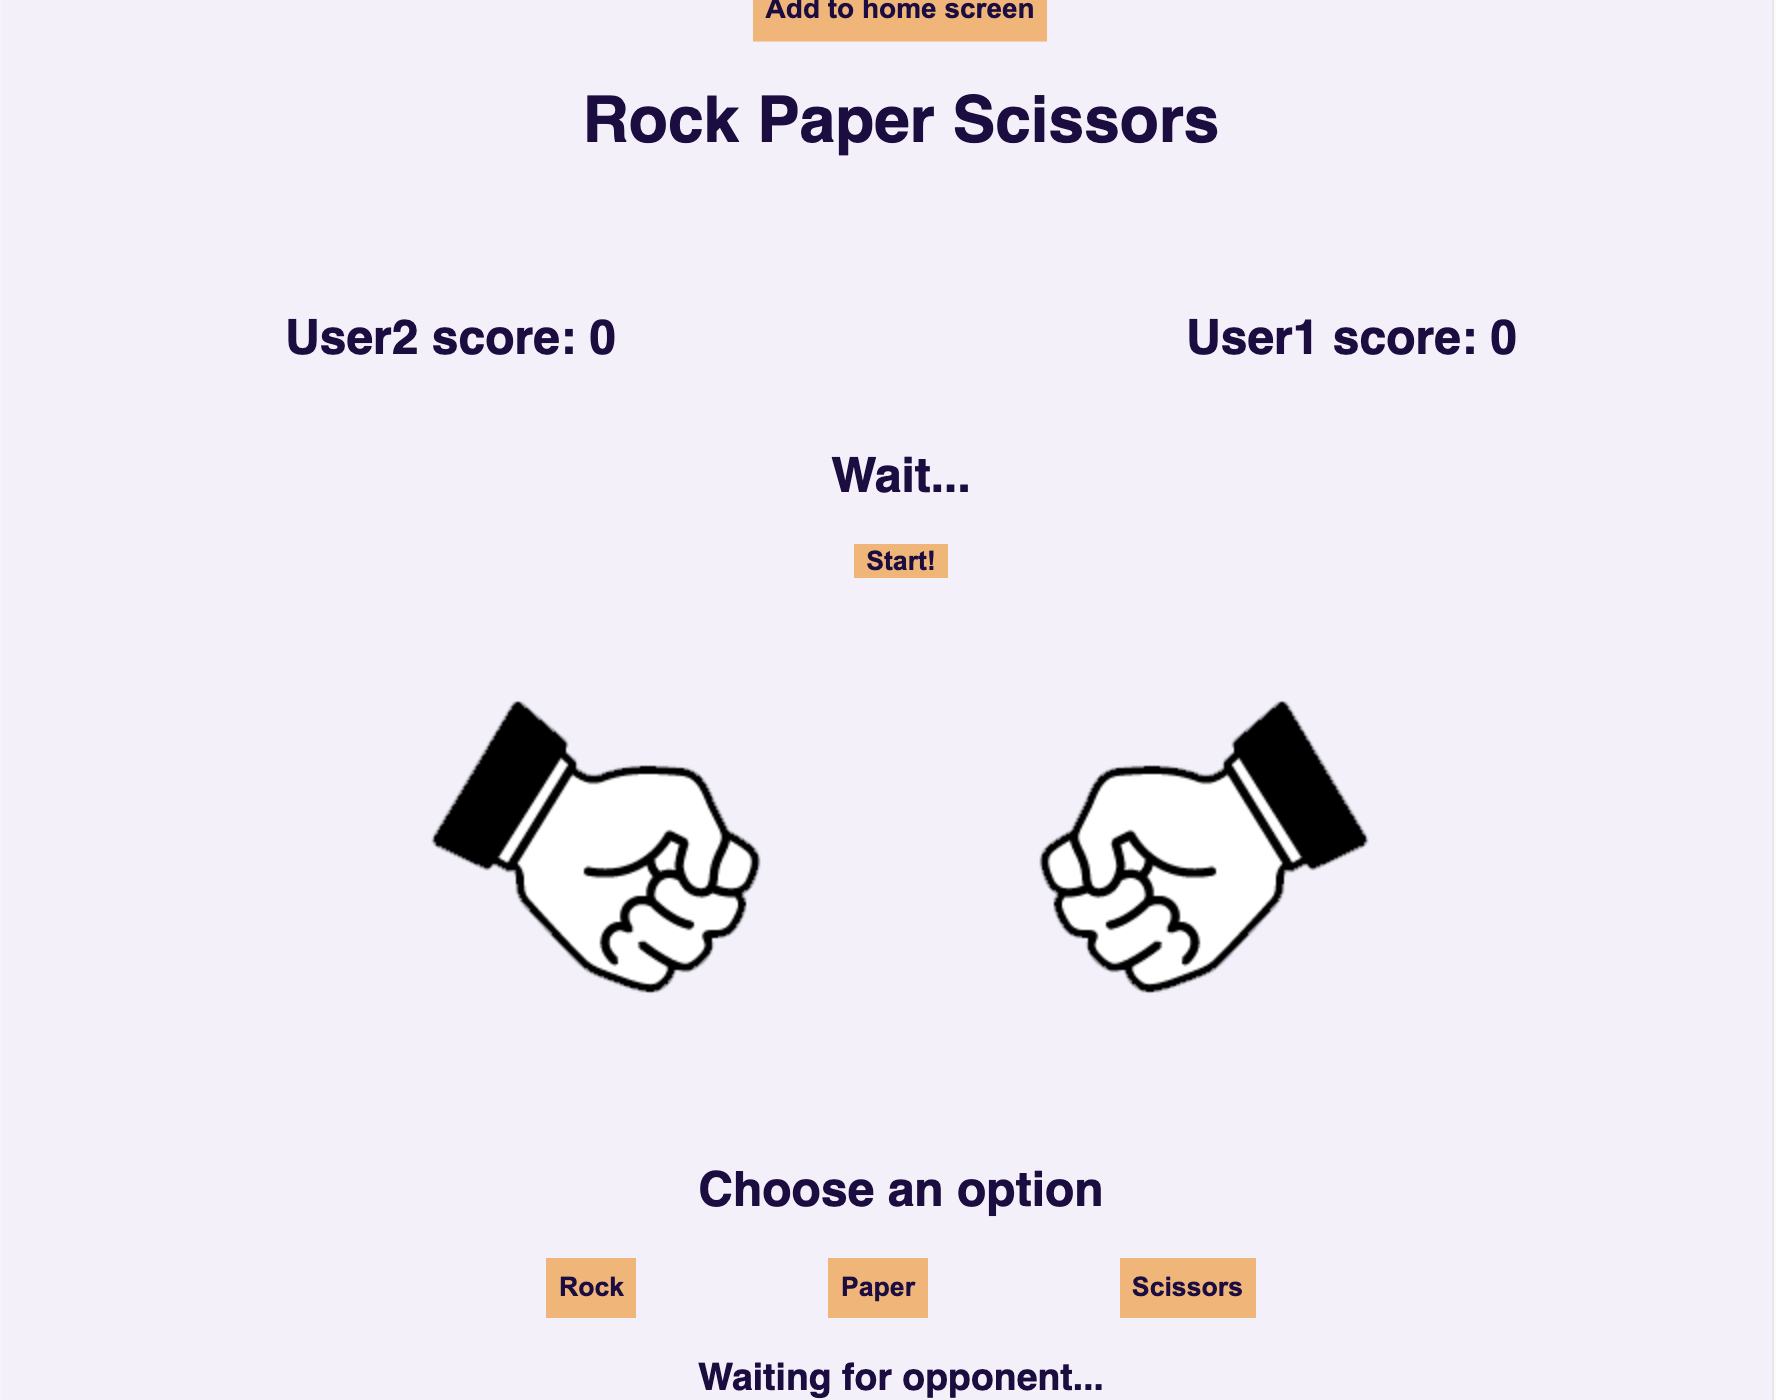 Add to home screen
Rock Paper Scissors
User2 score: 0
User1 score: 0
Wait...
Start!
Choose an option
Rock
Paper
Scissors
Waiting for opponent...